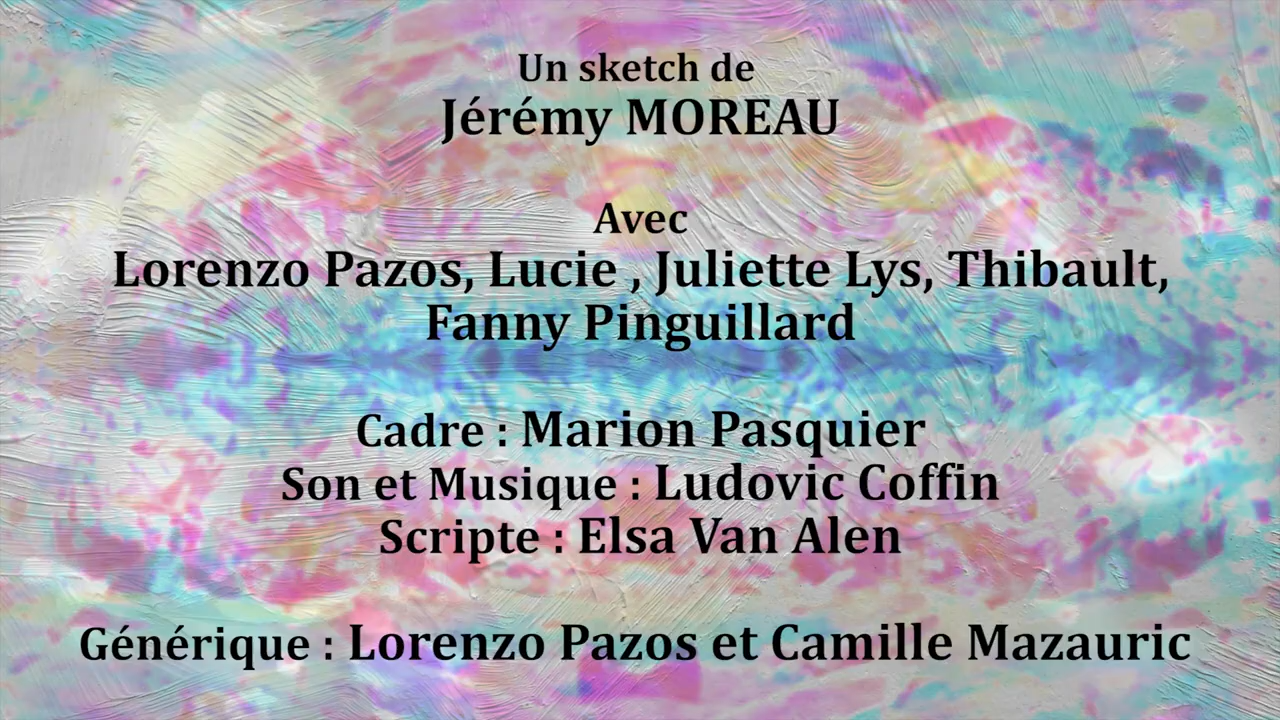 Un sketch de
Jérémy MOREAU
Avec
Lorenzo Pazos, Lucie , Juliette Lys, Thibault,
Fanny Pinguillard
Cadre : Marion Pasquier
Son et Musique : Ludovic Coffin
Scripte : Elsa Van Alen
Générique : Lorenzo Pazos et Camille Mazauric